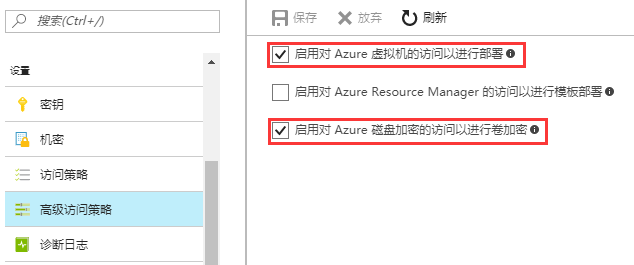 搜索(Ctrl+/)
设置
密钥
机密
访问策略
高级访问策略
诊断日志
保存 放弃 刷新
启用对 Azure 虚拟机的访问以进行部署
启用对 Azure Resource Manager 的访问以进行模板部署
启用对 Azure 磁盘加密的访问以进行卷加密